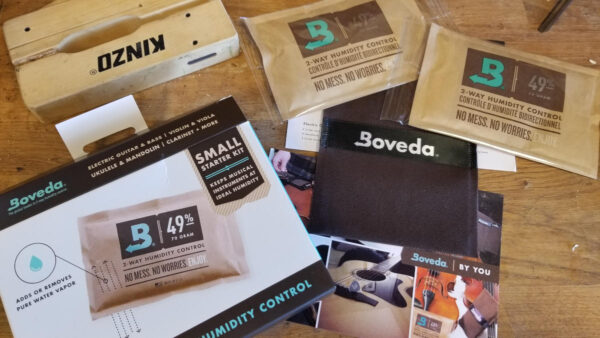 KINZO®
ELECTRIC GUITAR & BASS | VIOLIN & VIOLA
UKULELE & MANDOLIN | CLARINET + MORE
Boveda
SMALL
STARTER KIT
KEEPS MUSICAL
INSTRUMENTS AT
IDEAL HUMIDITY
B 49%
70 GRAM
2-WAY HUMIDITY CONTROL
NO MESS. NO WORRIES. ENJOY.
ADDS OR REMOVES
PURE WATER VAPOR
HUMIDITY CONTROL
B 49%
2-WAY HUMIDITY CONTROL
CONTRÔLE D'HUMIDITÉ BIDIRECTIONNEL
NO MESS. NO WORRIES.
B 49%
2-WAY HUMIDITY CONTROL
CONTRÔLE D'HUMIDITÉ BIDIRECTIONNEL
NO MESS. NO WORRIES. ENJOY.
Boveda
Boveda | BY YOU
B 49%